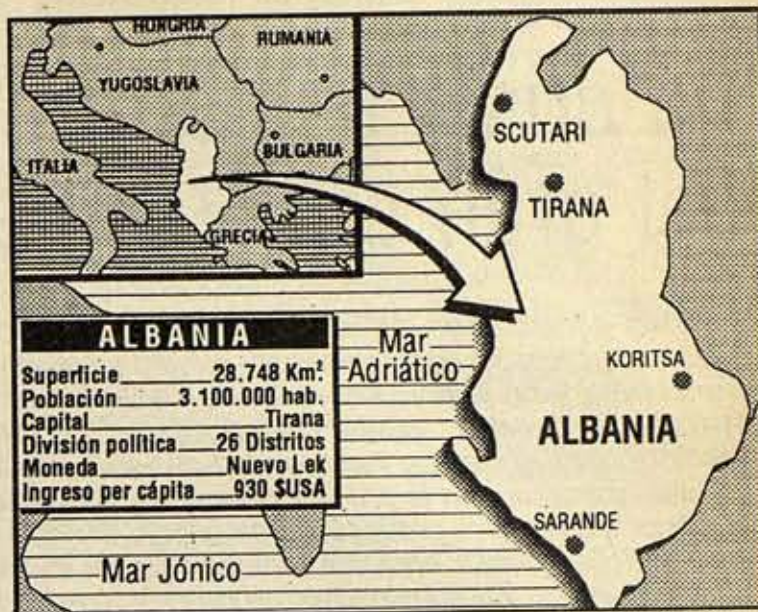 HUNGRIA
RUMANIA
YUGOSLAVIA
BULGARIA
ITALIA
GRECIA
SCUTARI
TIRANA
Mar
Adriático
KORITSA
ALBANIA
SARANDE
Mar Jónico
ALBANIA
Superficie 28.748 Km².
Población 3.100.000 hab.
Capital Tirana
División política 26 Distritos
Moneda Nuevo Lek
Ingreso per cápita 930 $USA